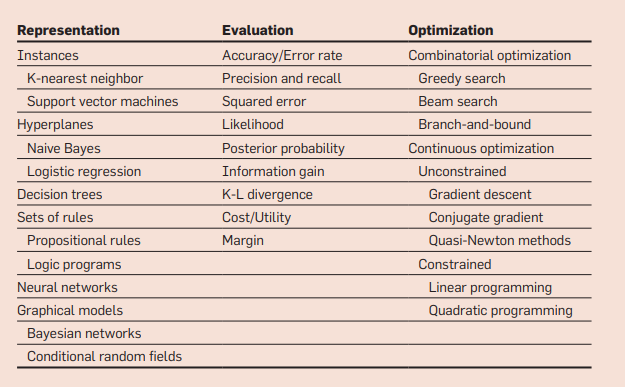 Representation Evaluation Optimization
Instances Accuracy/Error rate Combinatorial optimization
K-nearest neighbor Precision and recall Greedy search
Support vector machines Squared error Beam search
Hyperplanes Likelihood Branch-and-bound
Naive Bayes Posterior probability Continuous optimization
Logistic regression Information gain Unconstrained
Decision trees K-L divergence Gradient descent
Sets of rules Cost/Utility Conjugate gradient
Propositional rules Margin Quasi-Newton methods
Logic programs Constrained
Neural networks Linear programming
Graphical models Quadratic programming
Bayesian networks
Conditional random fields